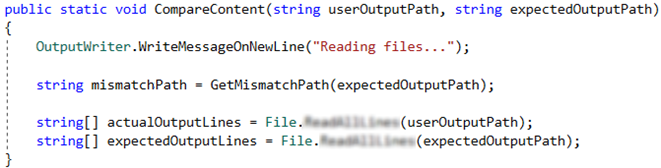 public static void CompareContent(string userOutputPath, string expectedOutputPath)
{
OutputWriter.WriteMessageOnNewLine("Reading files...");
string mismatchPath = GetMismatchPath(expectedOutputPath);
string[] actualOutputLines = File.(userOutputPath);
string[] expectedOutputLines = File.(expectedOutputPath);
}